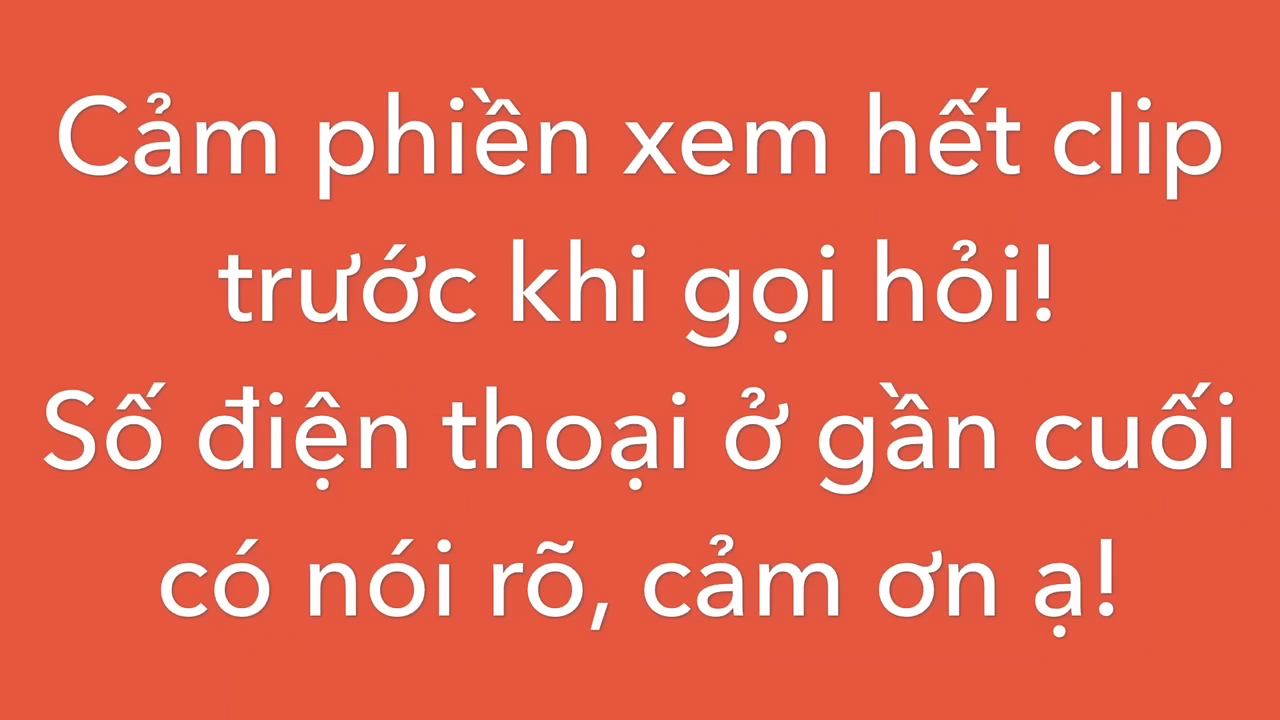 Cảm phiền xem hết clip
trước khi gọi hỏi!
Số điện thoại ở gần cuối
có nói rõ, cảm ơn ạ!